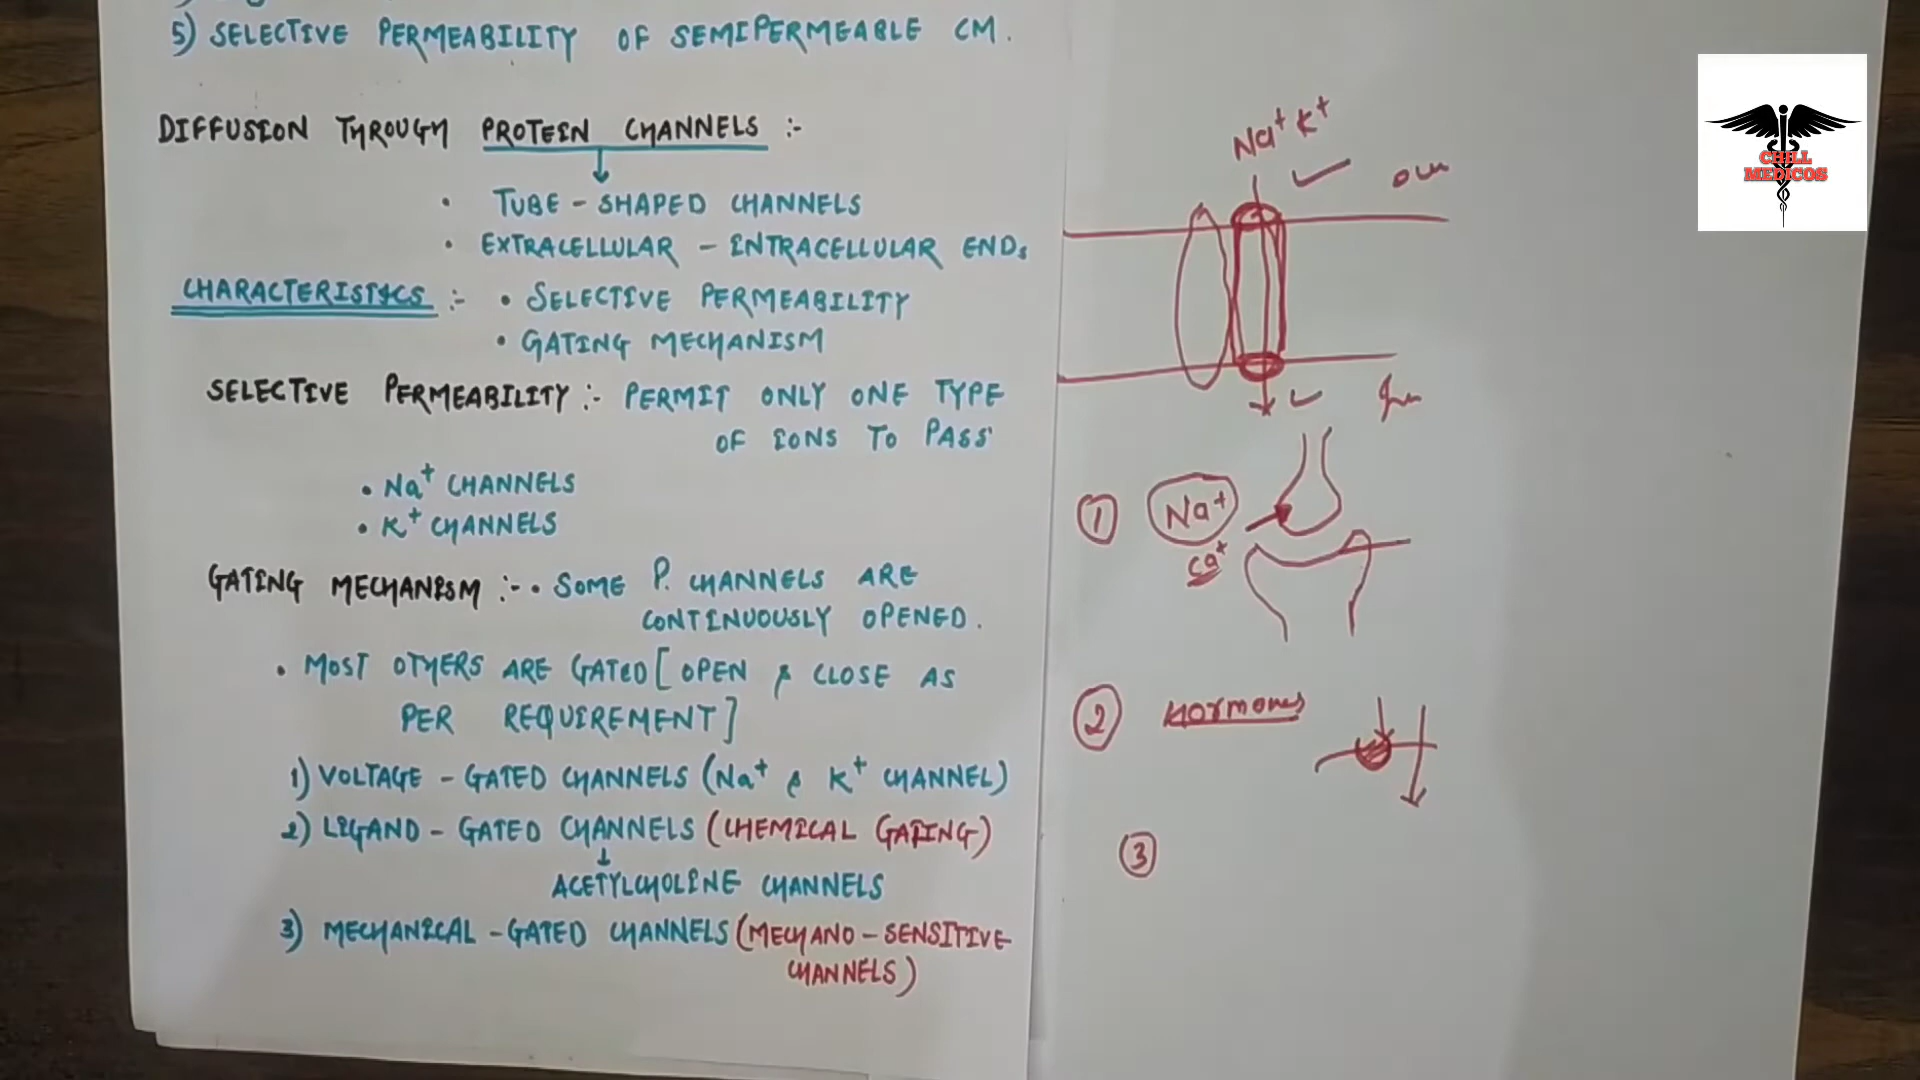 5) SELECTIVE PERMEABILITY OF SEMIPERMEABLE CM.
DIFFUSION THROUGH PROTEIN CHANNELS :-
• TUBE - SHAPED CHANNELS
• EXTRACELLULAR - INTRACELLULAR ENDs
CHARACTERISTICS :- • SELECTIVE PERMEABILITY
• GATING MECHANISM
SELECTIVE PERMEABILITY :- PERMIT ONLY ONE TYPE
OF IONS TO PASS
• Na+ CHANNELS
• K+ CHANNELS
GATING MECHANISM :- • SOME P. CHANNELS ARE
CONTINUOUSLY OPENED.
• MOST OTHERS ARE GATED [OPEN & CLOSE AS
PER REQUIREMENT]
1) VOLTAGE - GATED CHANNELS (Na+ & K+ CHANNEL)
2) LIGAND - GATED CHANNELS (CHEMICAL GATING)
ACETYLCHOLINE CHANNELS
3) MECHANICAL - GATED CHANNELS (MECHANO - SENSITIVE
CHANNELS)
Na+ K+
1 Na+
Ca+
2 Hormones
3
CHILL
MEDICOS